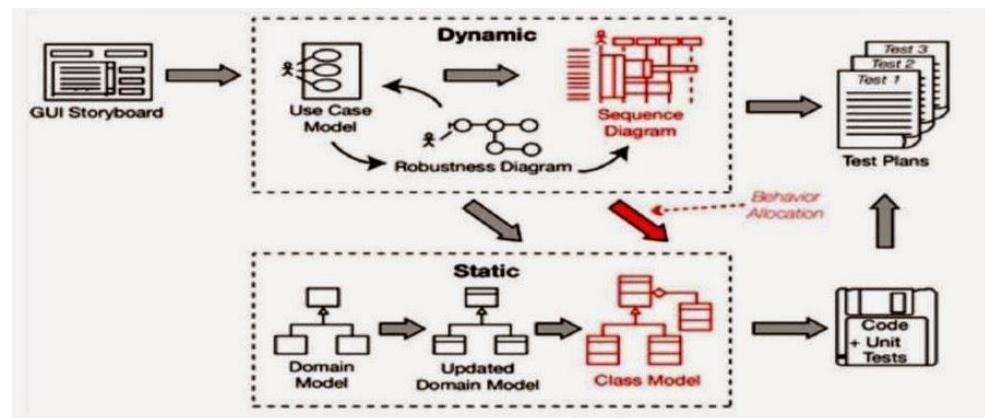 Dynamic
GUI Storyboard
Use Case
Model
Robustness Diagram
Sequence
Diagram
Test 3
Test 2
Test 1
Test Plans
Behavior
Allocation
Static
Domain
Model
Updated
Domain Model
Class Model
Code
+ Unit
Tests